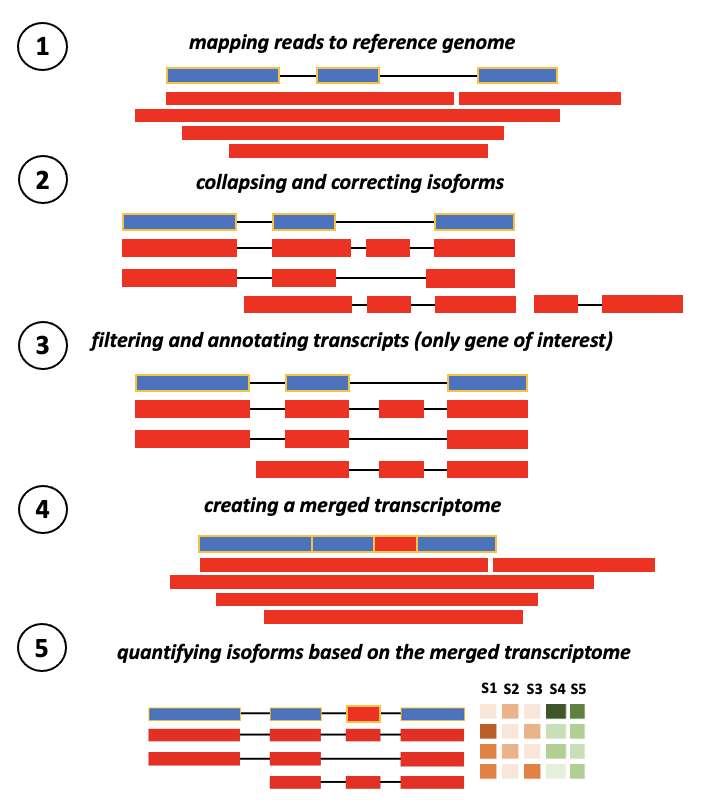 1
mapping reads to reference genome
2
collapsing and correcting isoforms
3
filtering and annotating transcripts (only gene of interest)
4
creating a merged transcriptome
5
quantifying isoforms based on the merged transcriptome
S1 S2 S3 S4 S5